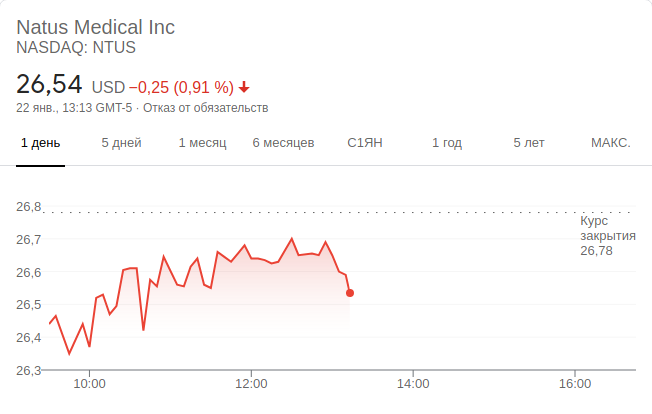 Natus Medical Inc
NASDAQ: NTUS
26,54 USD −0,25 (0,91 %)
22 янв., 13:13 GMT-5 · Отказ от обязательств
1 день 5 дней 1 месяц 6 месяцев С1ЯН 1 год 5 лет МАКС.
26,8
Курс
закрытия
26,78
26,7
26,6
26,5
26,4
26,3
10:00 12:00 14:00 16:00